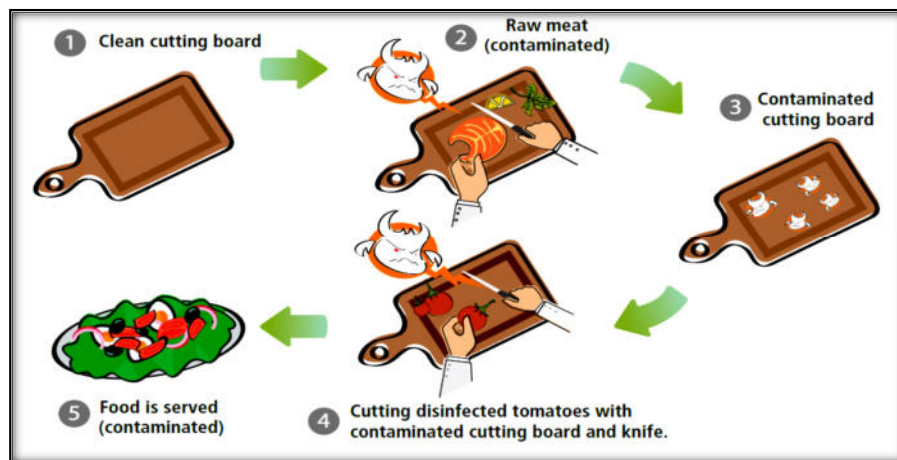 1 Clean cutting board
2 Raw meat
(contaminated)
3 Contaminated
cutting board
4 Cutting disinfected tomatoes with
contaminated cutting board and knife.
5 Food is served
(contaminated)